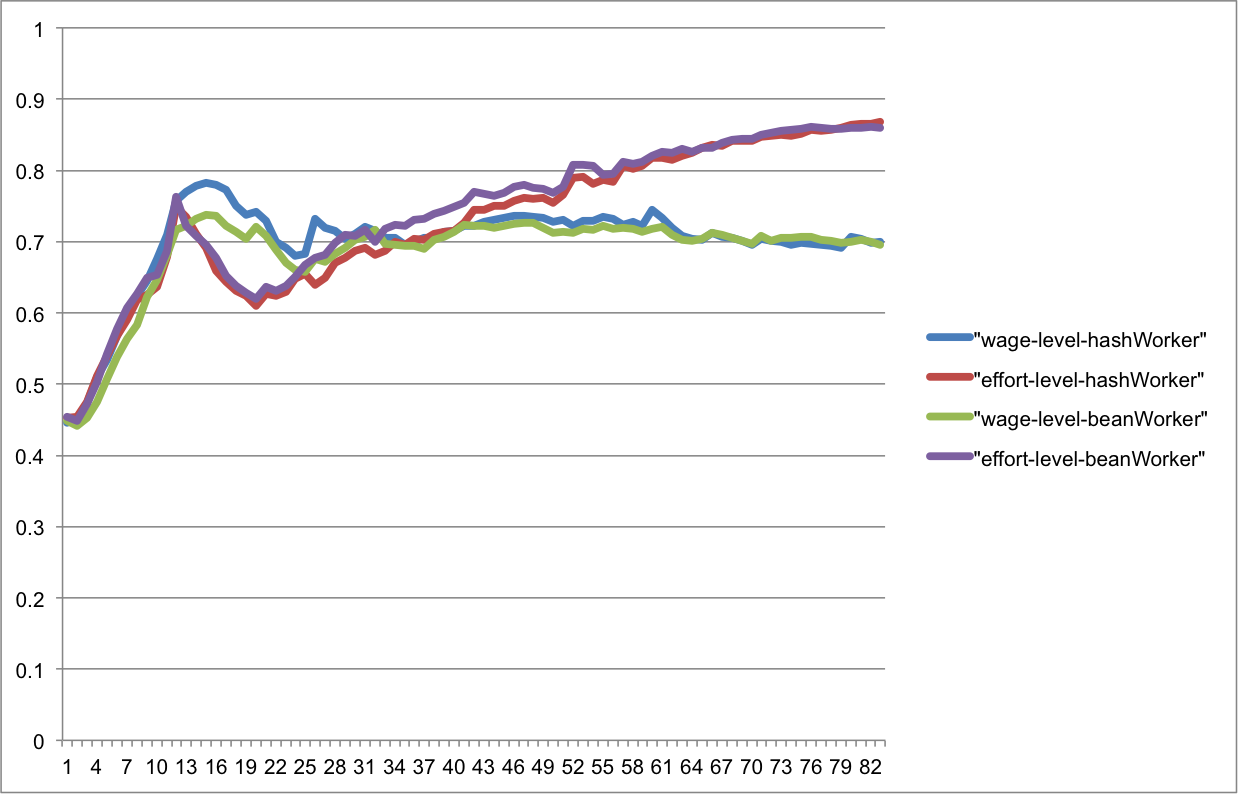 1
0.9
0.8
0.7
0.6
0.5
0.4
0.3
0.2
0.1
0
1 4 7 10 13 16 19 22 25 28 31 34 37 40 43 46 49 52 55 58 61 64 67 70 73 76 79 82
"wage-level-hashWorker"
"effort-level-hashWorker"
"wage-level-beanWorker"
"effort-level-beanWorker"